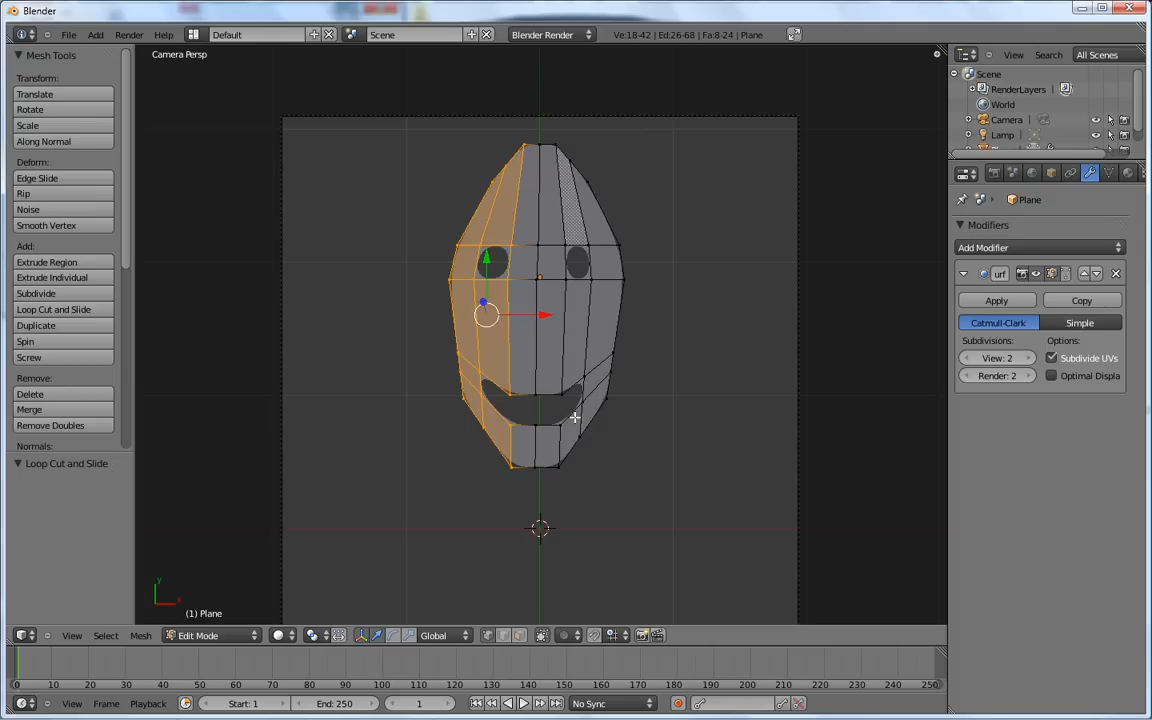 Blender
File Add Render Help Default Scene Blender Render Ve:18-42 | Ed:26-68 | Fa:8-24 | Plane
View Search All Scenes
Mesh Tools
Camera Persp
Transform:
Translate
Rotate
Scale
Along Normal
Deform:
Edge Slide
Rip
Noise
Smooth Vertex
Add:
Extrude Region
Extrude Individual
Subdivide
Loop Cut and Slide
Duplicate
Spin
Screw
Remove:
Delete
Merge
Remove Doubles
Normals:
Loop Cut and Slide
Scene
RenderLayers
World
Camera
Lamp
Plane
Modifiers
Add Modifier
urf
Apply Copy
Catmull-Clark Simple
Subdivisions: Options:
View: 2 Subdivide UVs
Render: 2 Optimal Displa
y
x
(1) Plane
View Select Mesh Edit Mode Global
0 10 20 30 40 50 60 70 80 90 100 110 120 130 140 150 160 170 180 190 200 210 220 230 240 250
View Frame Playback Start: 1 End: 250 1 No Sync